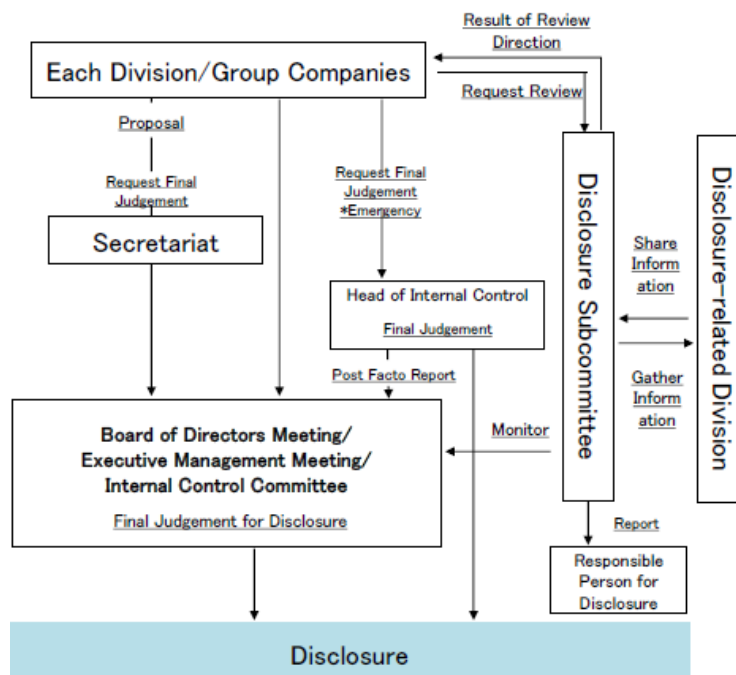 Result of Review
Direction
Each Division/Group Companies
Request Review
Proposal
Request Final
Judgement
Request Final
Judgement
*Emergency
Secretariat
Disclosure Subcommittee
Disclosure-related Division
Share
Inform
ation
Head of Internal Control
Final Judgement
Post Facto Report
Gather
Inform
ation
Board of Directors Meeting/
Executive Management Meeting/
Internal Control Committee
Final Judgement for Disclosure
Monitor
Report
Responsible
Person for
Disclosure
Disclosure